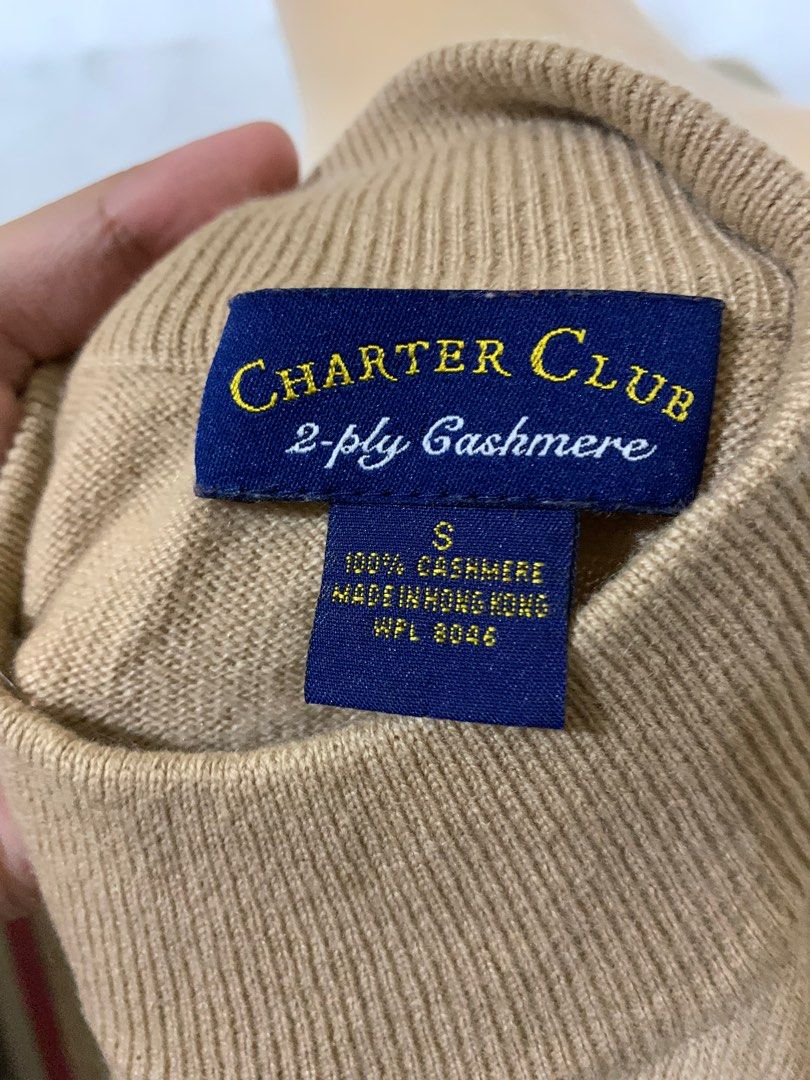 CHARTER CLUB
2-ply Cashmere
S
100% CASHMERE
MADE IN HONG KONG
WPL 8046